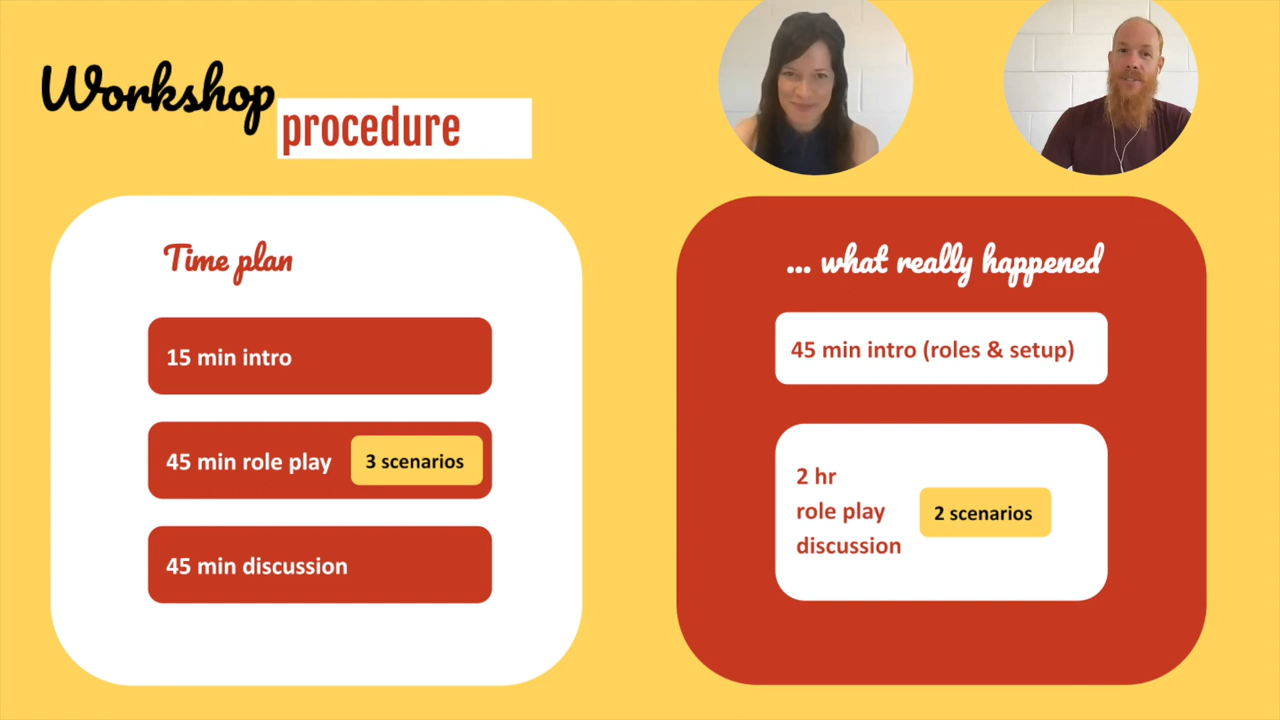 Workshop
procedure
Time plan
15 min intro
45 min role play
3 scenarios
45 min discussion
... what really happened
45 min intro (roles & setup)
2 hr
role play
discussion
2 scenarios